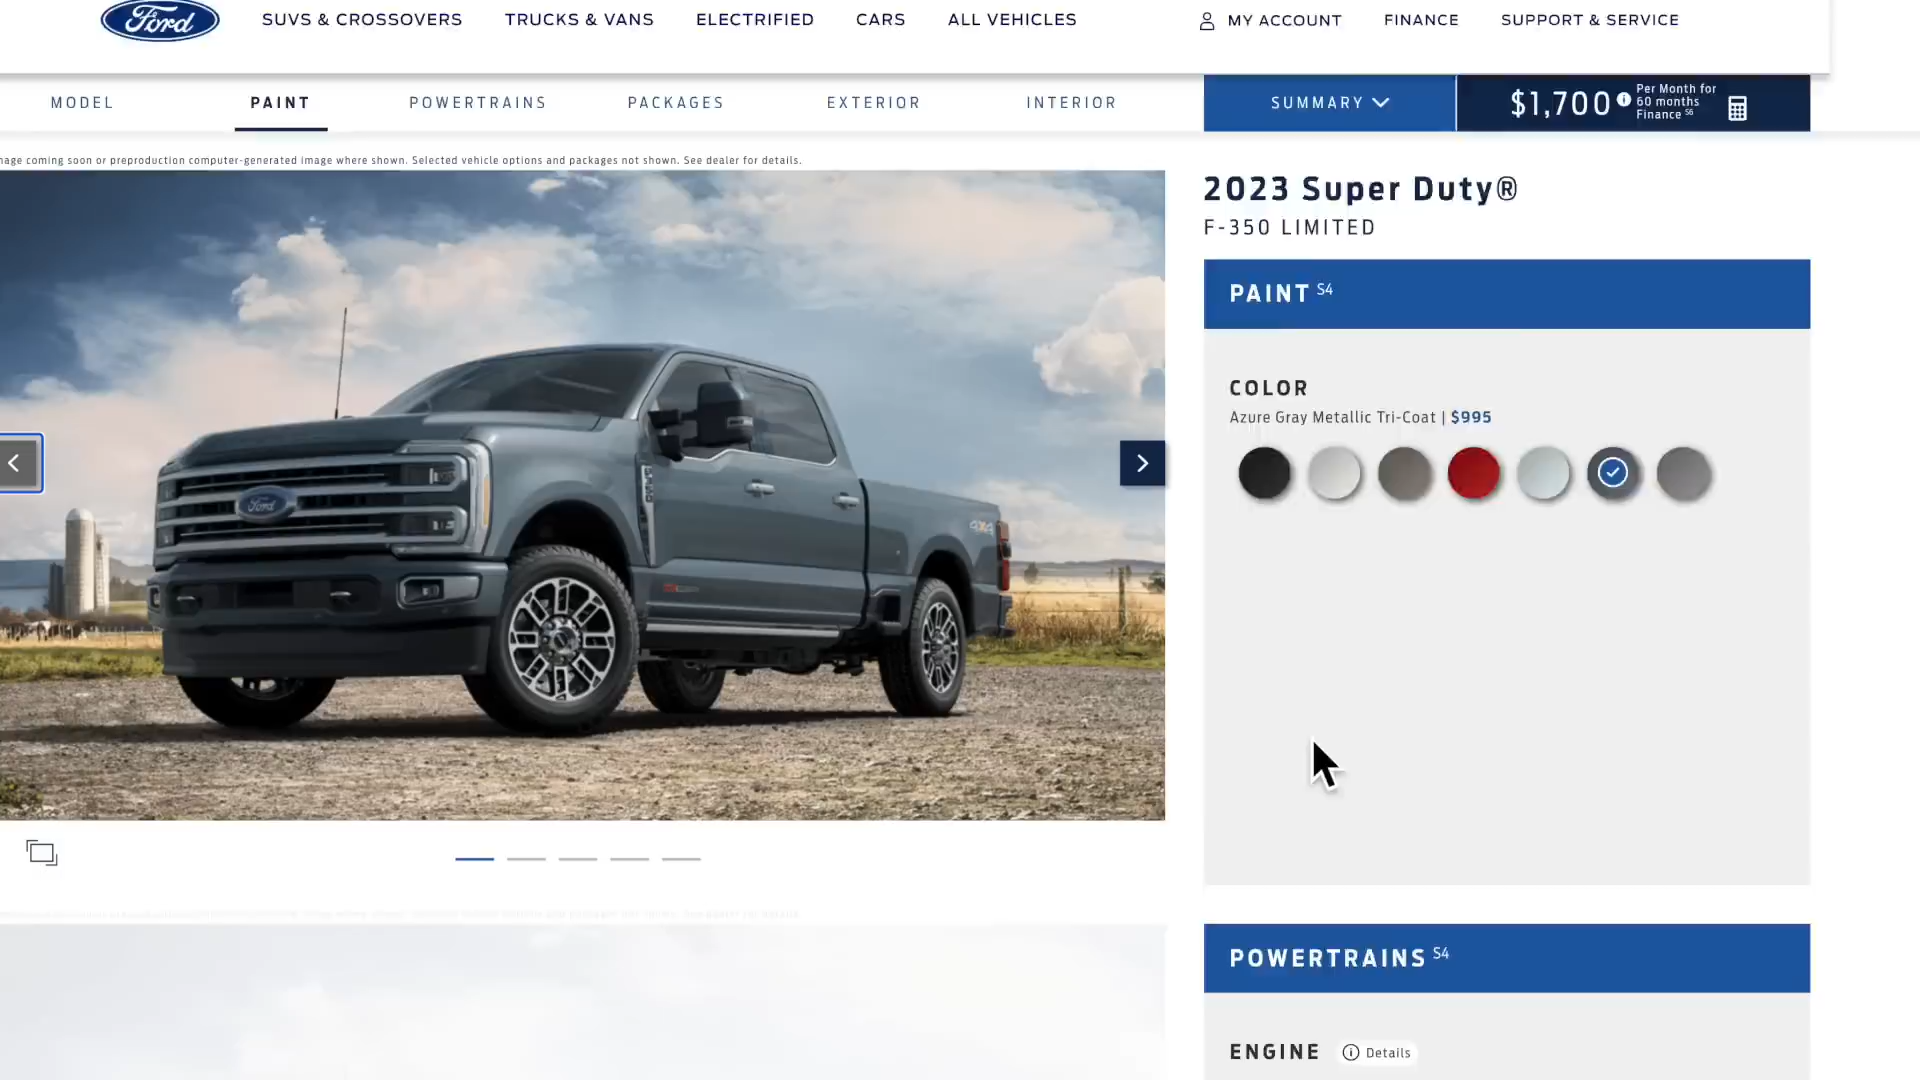 Ford
SUVS & CROSSOVERS
TRUCKS & VANS
ELECTRIFIED
CARS
ALL VEHICLES
MY ACCOUNT
FINANCE
SUPPORT & SERVICE
MODEL
PAINT
POWERTRAINS
PACKAGES
EXTERIOR
INTERIOR
SUMMARY
$1,700
Per Month for
60 months
Finance S6
coming soon or preproduction computer-generated image where shown. Selected vehicle options and packages not shown. See dealer for details.
2023 Super Duty®
F-350 LIMITED
PAINT S4
COLOR
Azure Gray Metallic Tri-Coat | $995
Ford
4X4
POWERTRAINS S4
ENGINE
Details